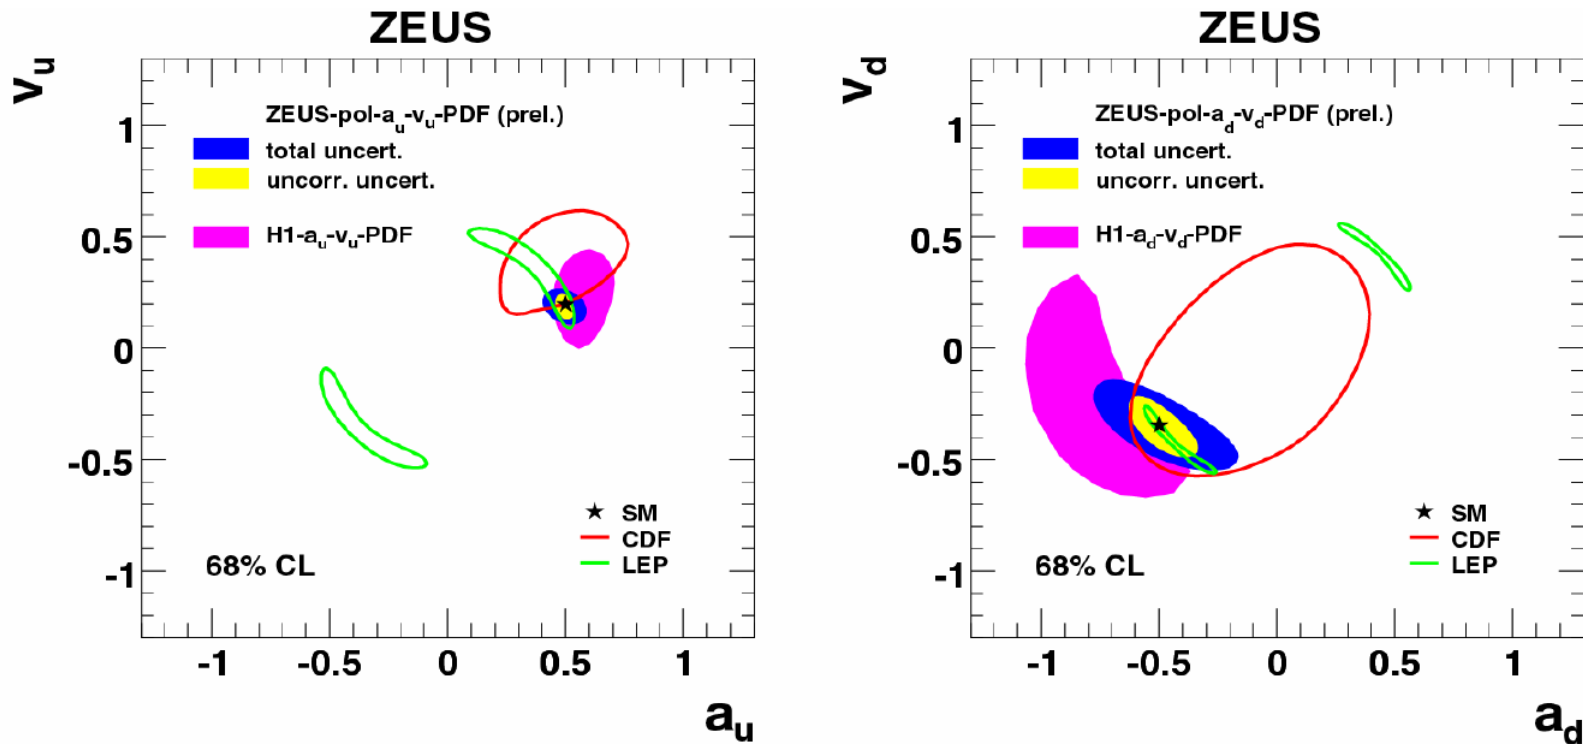 ZEUS
v_u
ZEUS-pol-a_u-v_u-PDF (prel.)
total uncert.
uncorr. uncert.
H1-a_u-v_u-PDF
1
0.5
0
-0.5
-1
SM
CDF
LEP
68% CL
-1 -0.5 0 0.5 1
a_u
ZEUS
v_d
ZEUS-pol-a_d-v_d-PDF (prel.)
total uncert.
uncorr. uncert.
H1-a_d-v_d-PDF
1
0.5
0
-0.5
-1
SM
CDF
LEP
68% CL
-1 -0.5 0 0.5 1
a_d